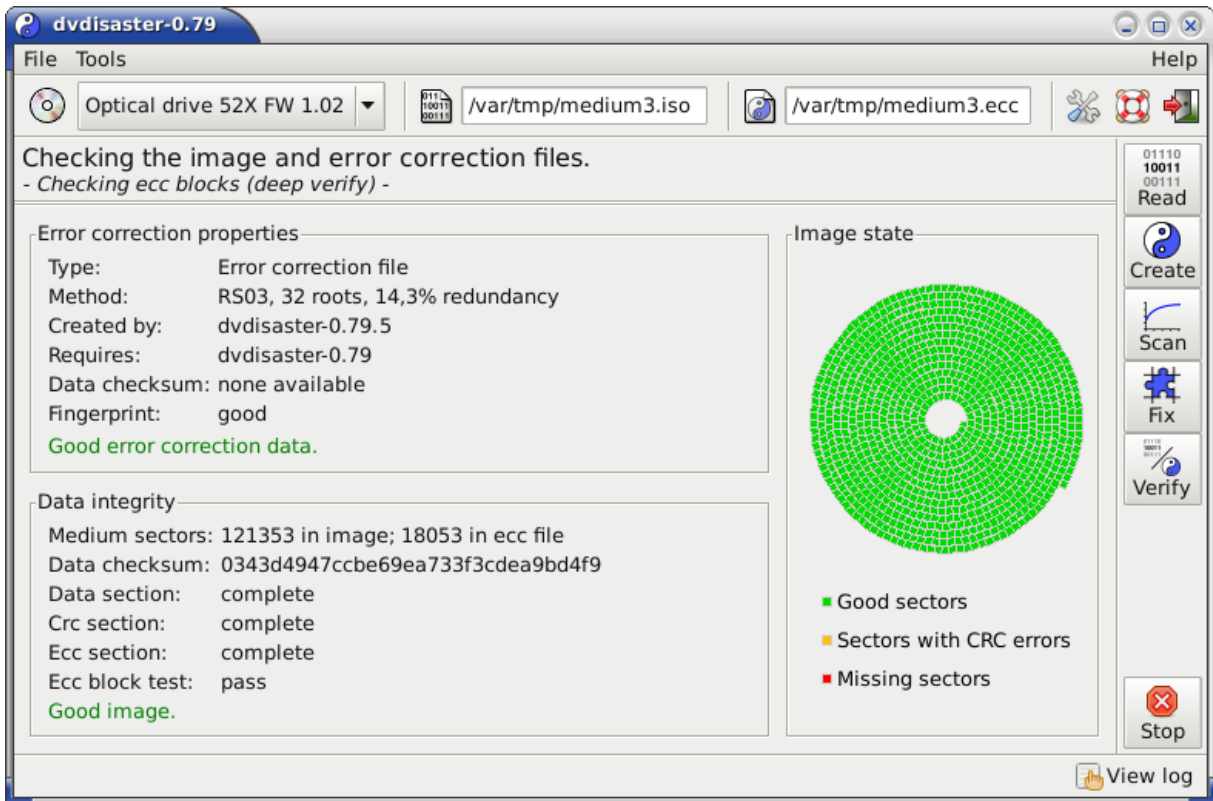 dvdisaster-0.79
File Tools Help
Optical drive 52X FW 1.02 /var/tmp/medium3.iso /var/tmp/medium3.ecc
Checking the image and error correction files.
- Checking ecc blocks (deep verify) -
Error correction properties
Type: Error correction file
Method: RS03, 32 roots, 14,3% redundancy
Created by: dvdisaster-0.79.5
Requires: dvdisaster-0.79
Data checksum: none available
Fingerprint: good
Good error correction data.
Data integrity
Medium sectors: 121353 in image; 18053 in ecc file
Data checksum: 0343d4947ccbe69ea733f3cdea9bd4f9
Data section: complete
Crc section: complete
Ecc section: complete
Ecc block test: pass
Good image.
Image state
Good sectors
Sectors with CRC errors
Missing sectors
01110
10011
00111
Read
Create
Scan
Fix
Verify
Stop
View log